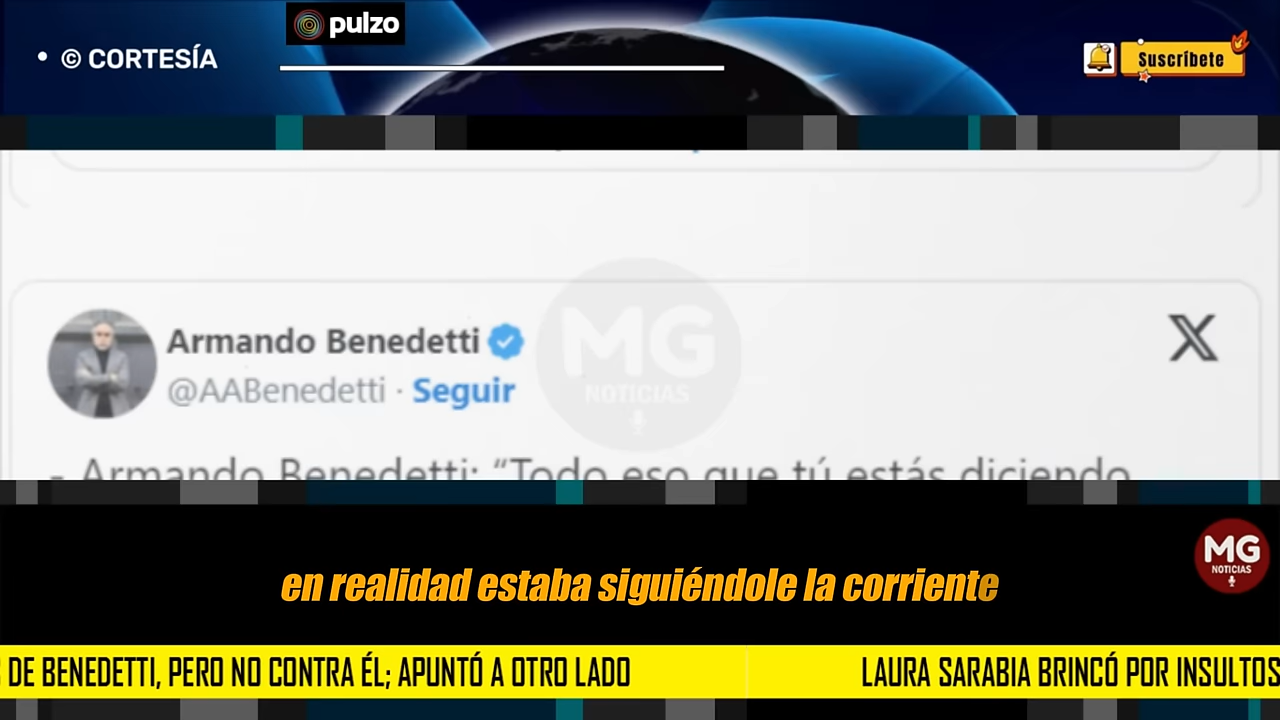 pulzo
• © CORTESÍA
Suscríbete
Armando Benedetti
@AABenedetti · Seguir
MG
NOTICIAS
- Armando Benedetti: “Todo eso que tú estás diciendo
MG
NOTICIAS
en realidad estaba siguiéndole la corriente
DE BENEDETTI, PERO NO CONTRA ÉL; APUNTÓ A OTRO LADO
LAURA SARABIA BRINCÓ POR INSULTOS